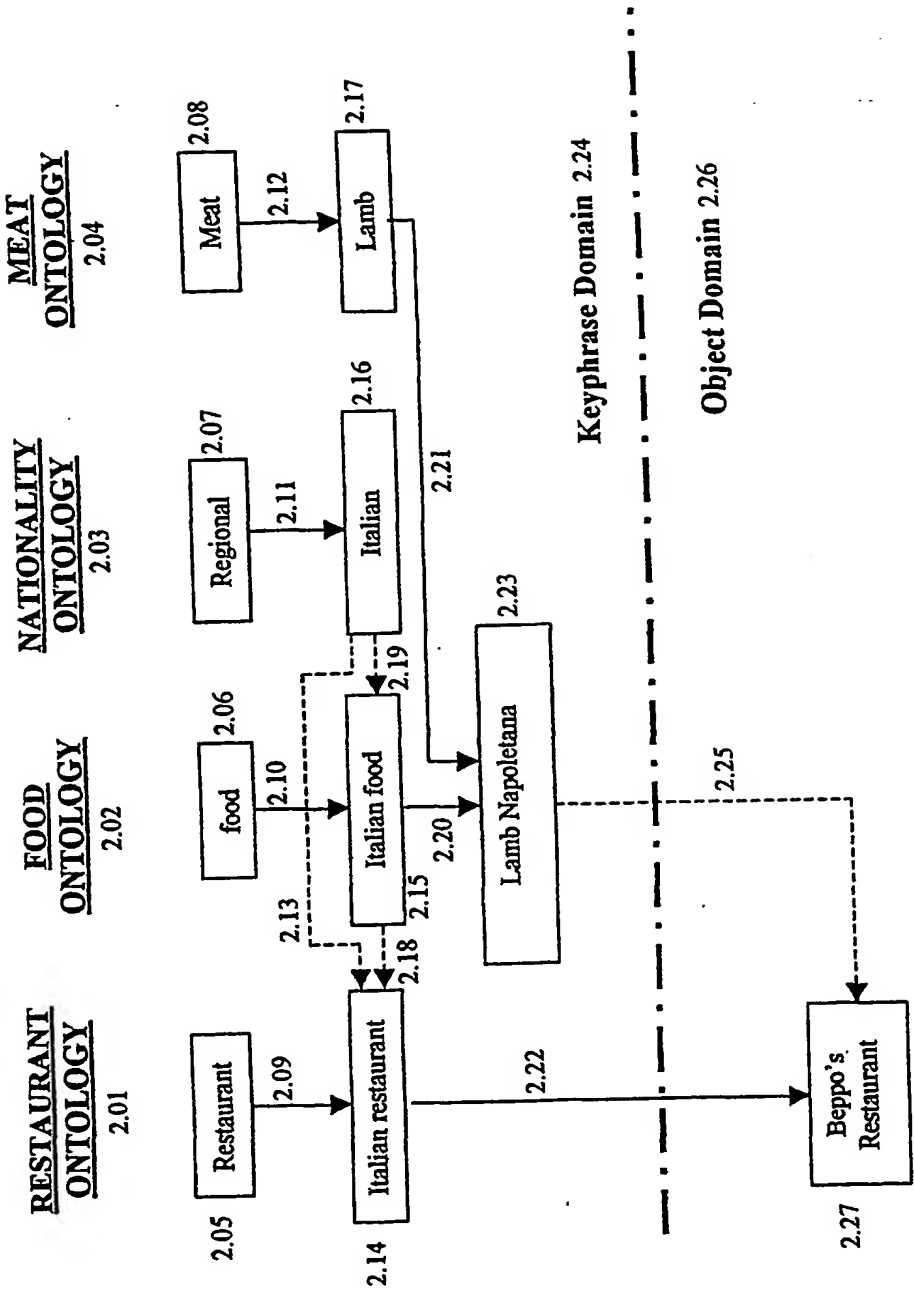 RESTAURANT
ONTOLOGY
2.01
FOOD
ONTOLOGY
2.02
NATIONALITY
ONTOLOGY
2.03
MEAT
ONTOLOGY
2.04
2.05
Restaurant
food
2.06
Regional
2.07
Meat
2.08
2.09
2.10
2.11
2.12
2.13
2.14
Italian restaurant
2.15
Italian food
Italian
2.16
Lamb
2.17
2.18
2.19
2.20
2.21
2.22
Lamb Napoletana
2.23
Keyphrase Domain 2.24
2.25
Object Domain 2.26
2.27
Beppo's
Restaurant